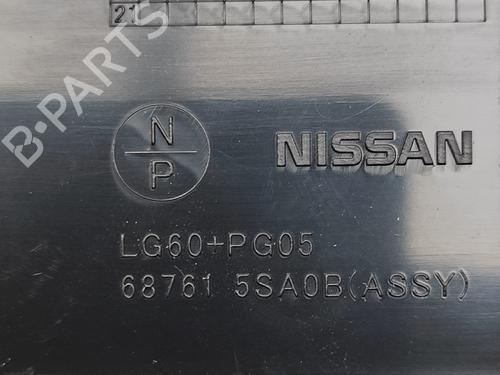 21
B-PARTS
N
P
NISSAN
LG60+PG05
68761 5SA0B(ASSY)